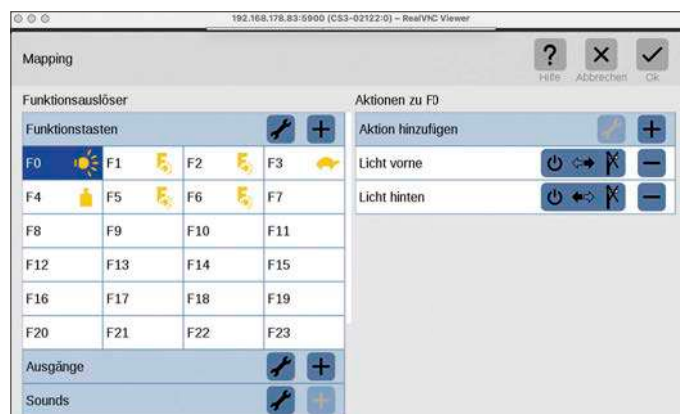 192.168.178.83:5900 (CS3-02122:0) – RealVNC Viewer
Mapping
? Hilfe Abbrechen Ok
Funktionsauslöser
Aktionen zu F0
Funktionstasten
Aktion hinzufügen
F0 F1 F2 F3
Licht vorne
F4 F5 F6 F7
Licht hinten
F8 F9 F10 F11
F12 F13 F14 F15
F16 F17 F18 F19
F20 F21 F22 F23
Ausgänge
Sounds